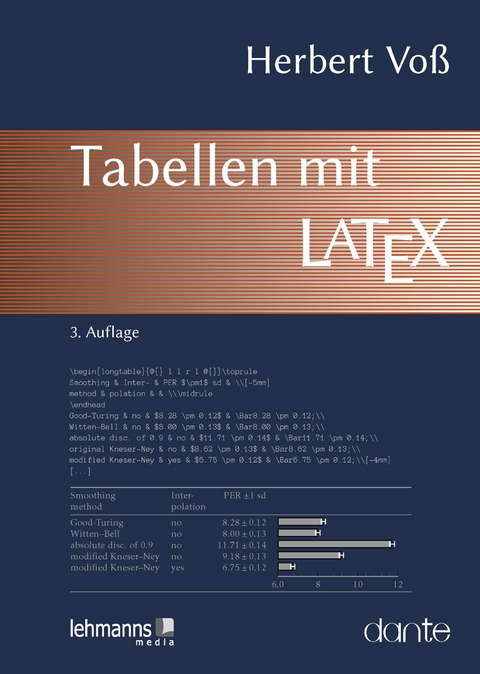 Herbert Voß
Tabellen mit
LATEX
3. Auflage
\begin{longtable}{@{} l l r l @{}}\toprule
Smoothing & Inter- & PER $\pm1$ sd & \\[-5mm]
method & polation & & \\\midrule
\endhead
Good-Turing & no & $8.28 \pm 0.12$ & \Bar8.28 \pm 0.12;\\
Witten-Bell & no & $8.00 \pm 0.13$ & \Bar8.00 \pm 0.13;\\
absolute disc. of 0.9 & no & $11.71 \pm 0.14$ & \Bar11.71 \pm 0.14;\\
original Kneser-Ney & no & $8.62 \pm 0.13$ & \Bar8.62 \pm 0.13;\\
modified Kneser-Ney & yes & $6.75 \pm 0.12$ & \Bar6.75 \pm 0.12;\\[-4mm]
[...]
Smoothing Inter- PER ±1 sd
method polation
Good-Turing no 8.28 ± 0.12
Witten–Bell no 8.00 ± 0.13
absolute disc. of 0.9 no 11.71 ± 0.14
modified Kneser–Ney no 9.18 ± 0.13
modified Kneser–Ney yes 6.75 ± 0.12
6.0 8 10 12
lehmanns
media
dante